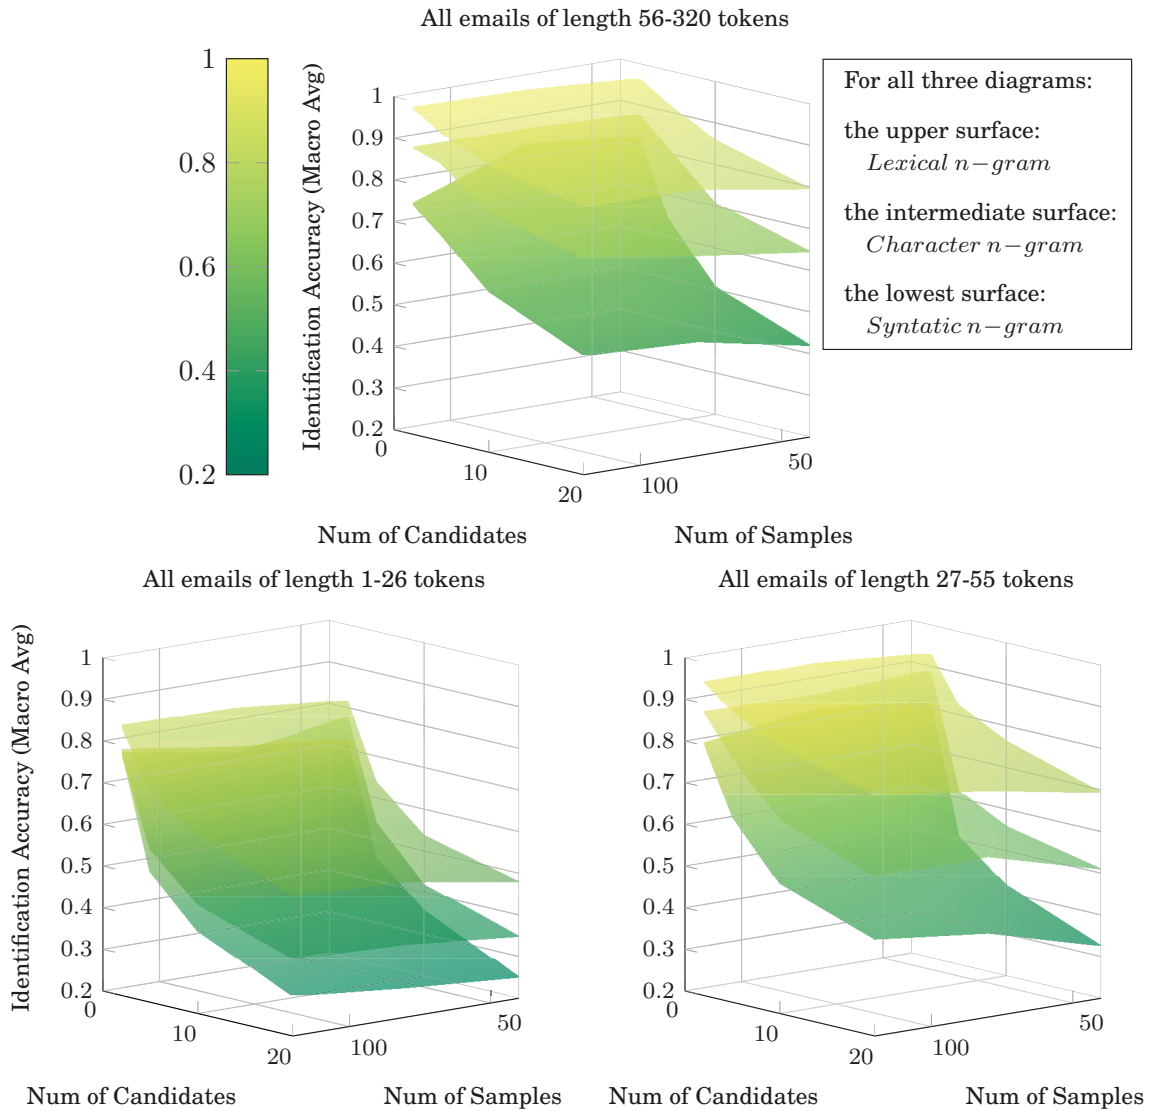 All emails of length 56-320 tokens
1
0.8
0.6
0.4
0.2
Identification Accuracy (Macro Avg)
1
0.9
0.8
0.7
0.6
0.5
0.4
0.3
0.2
0
10
20
100
50
Num of Candidates
Num of Samples
For all three diagrams:
the upper surface:
Lexical n−gram
the intermediate surface:
Character n−gram
the lowest surface:
Syntatic n−gram
All emails of length 1-26 tokens
Identification Accuracy (Macro Avg)
1
0.9
0.8
0.7
0.6
0.5
0.4
0.3
0.2
0
10
20
100
50
Num of Candidates
Num of Samples
All emails of length 27-55 tokens
1
0.9
0.8
0.7
0.6
0.5
0.4
0.3
0.2
0
10
20
100
50
Num of Candidates
Num of Samples